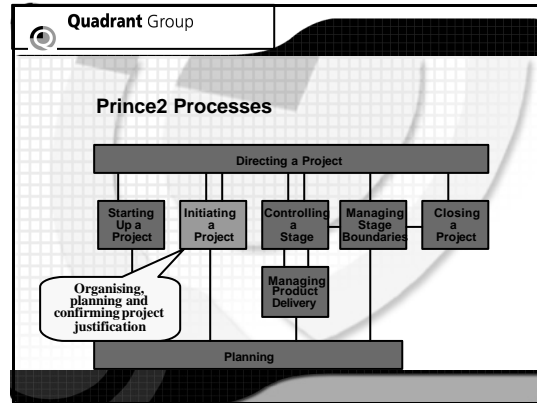 Quadrant Group
Prince2 Processes
Directing a Project
Starting
Up a
Project
Initiating
a
Project
Controlling
a
Stage
Managing
Stage
Boundaries
Closing
a
Project
Managing
Product
Delivery
Organising,
planning and
confirming project
justification
Planning